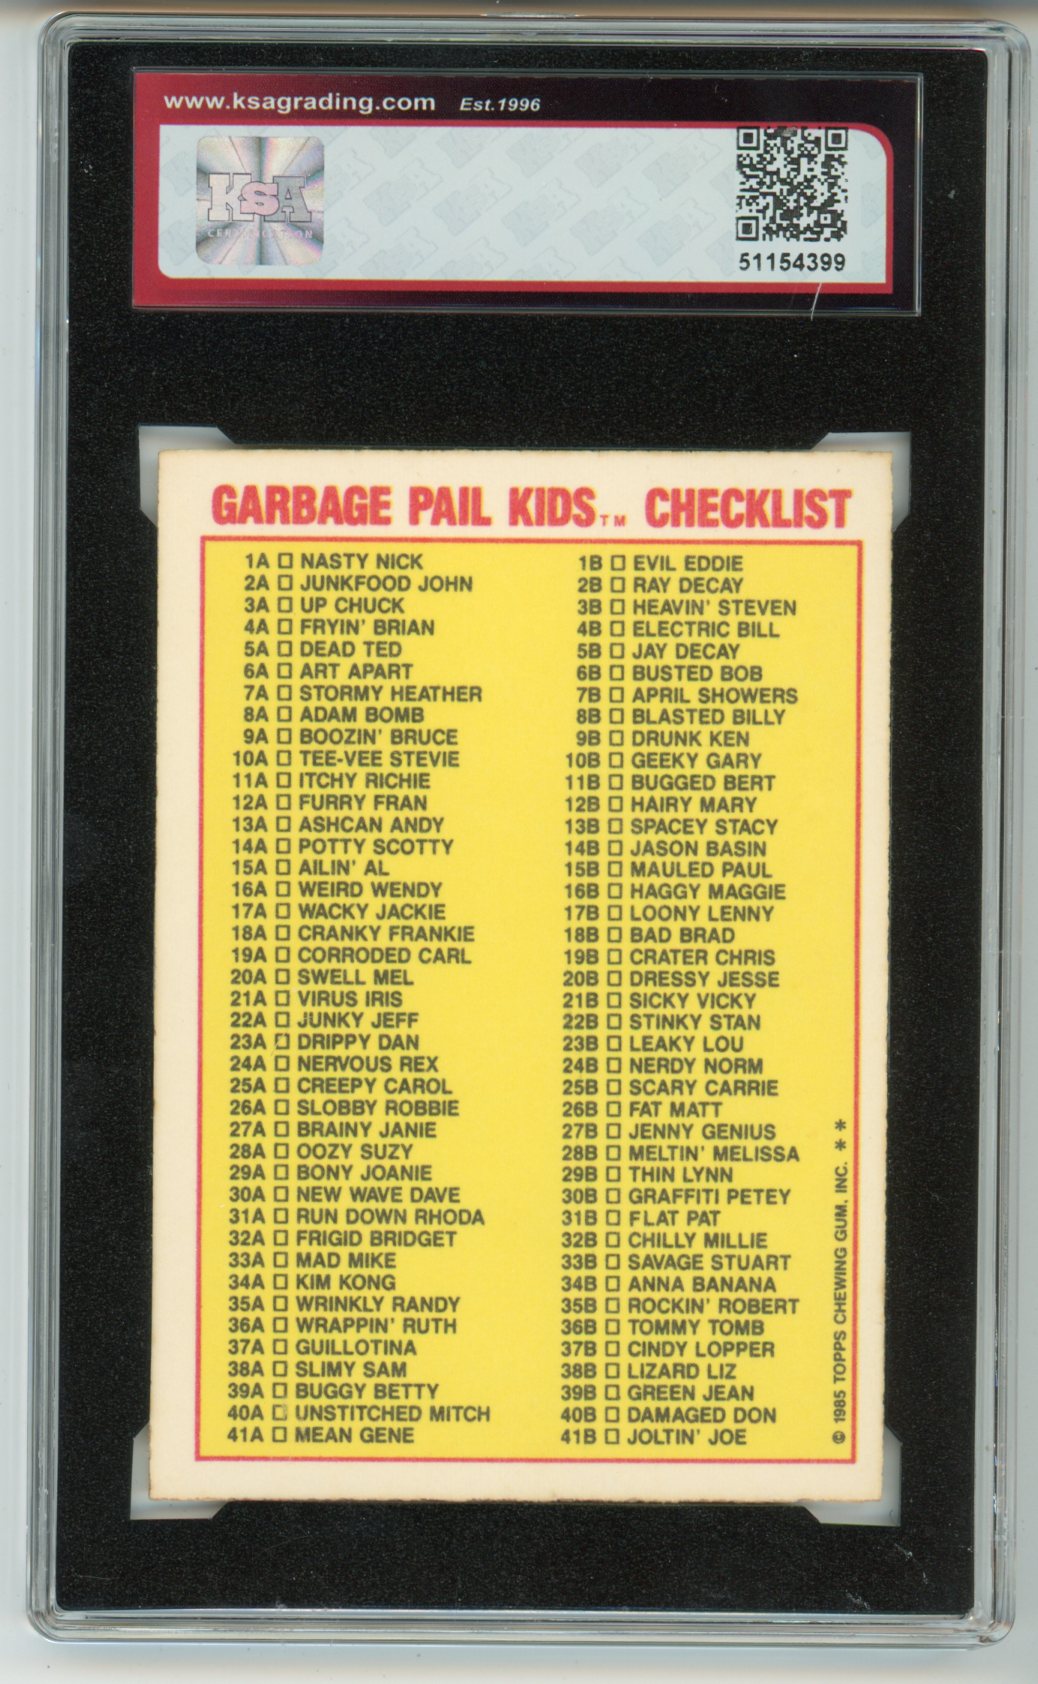 www.ksagrading.com Est.1996
KSA
CERTIFICATION
51154399
GARBAGE PAIL KIDS™ CHECKLIST
1A ☐ NASTY NICK 1B ☐ EVIL EDDIE
2A ☐ JUNKFOOD JOHN 2B ☐ RAY DECAY
3A ☐ UP CHUCK 3B ☐ HEAVIN' STEVEN
4A ☐ FRYIN' BRIAN 4B ☐ ELECTRIC BILL
5A ☐ DEAD TED 5B ☐ JAY DECAY
6A ☐ ART APART 6B ☐ BUSTED BOB
7A ☐ STORMY HEATHER 7B ☐ APRIL SHOWERS
8A ☐ ADAM BOMB 8B ☐ BLASTED BILLY
9A ☐ BOOZIN' BRUCE 9B ☐ DRUNK KEN
10A ☐ TEE-VEE STEVIE 10B ☐ GEEKY GARY
11A ☐ ITCHY RICHIE 11B ☐ BUGGED BERT
12A ☐ FURRY FRAN 12B ☐ HAIRY MARY
13A ☐ ASHCAN ANDY 13B ☐ SPACEY STACY
14A ☐ POTTY SCOTTY 14B ☐ JASON BASIN
15A ☐ AILIN' AL 15B ☐ MAULED PAUL
16A ☐ WEIRD WENDY 16B ☐ HAGGY MAGGIE
17A ☐ WACKY JACKIE 17B ☐ LOONY LENNY
18A ☐ CRANKY FRANKIE 18B ☐ BAD BRAD
19A ☐ CORRODED CARL 19B ☐ CRATER CHRIS
20A ☐ SWELL MEL 20B ☐ DRESSY JESSE
21A ☐ VIRUS IRIS 21B ☐ SICKY VICKY
22A ☐ JUNKY JEFF 22B ☐ STINKY STAN
23A ☐ DRIPPY DAN 23B ☐ LEAKY LOU
24A ☐ NERVOUS REX 24B ☐ NERDY NORM
25A ☐ CREEPY CAROL 25B ☐ SCARY CARRIE
26A ☐ SLOBBY ROBBIE 26B ☐ FAT MATT
27A ☐ BRAINY JANIE 27B ☐ JENNY GENIUS
28A ☐ OOZY SUZY 28B ☐ MELTIN' MELISSA
29A ☐ BONY JOANIE 29B ☐ THIN LYNN
30A ☐ NEW WAVE DAVE 30B ☐ GRAFFITI PETEY
31A ☐ RUN DOWN RHODA 31B ☐ FLAT PAT
32A ☐ FRIGID BRIDGET 32B ☐ CHILLY MILLIE
33A ☐ MAD MIKE 33B ☐ SAVAGE STUART
34A ☐ KIM KONG 34B ☐ ANNA BANANA
35A ☐ WRINKLY RANDY 35B ☐ ROCKIN' ROBERT
36A ☐ WRAPPIN' RUTH 36B ☐ TOMMY TOMB
37A ☐ GUILLOTINA 37B ☐ CINDY LOPPER
38A ☐ SLIMY SAM 38B ☐ LIZARD LIZ
39A ☐ BUGGY BETTY 39B ☐ GREEN JEAN
40A ☐ UNSTITCHED MITCH 40B ☐ DAMAGED DON
41A ☐ MEAN GENE 41B ☐ JOLTIN' JOE
© 1985 TOPPS CHEWING GUM, INC. **